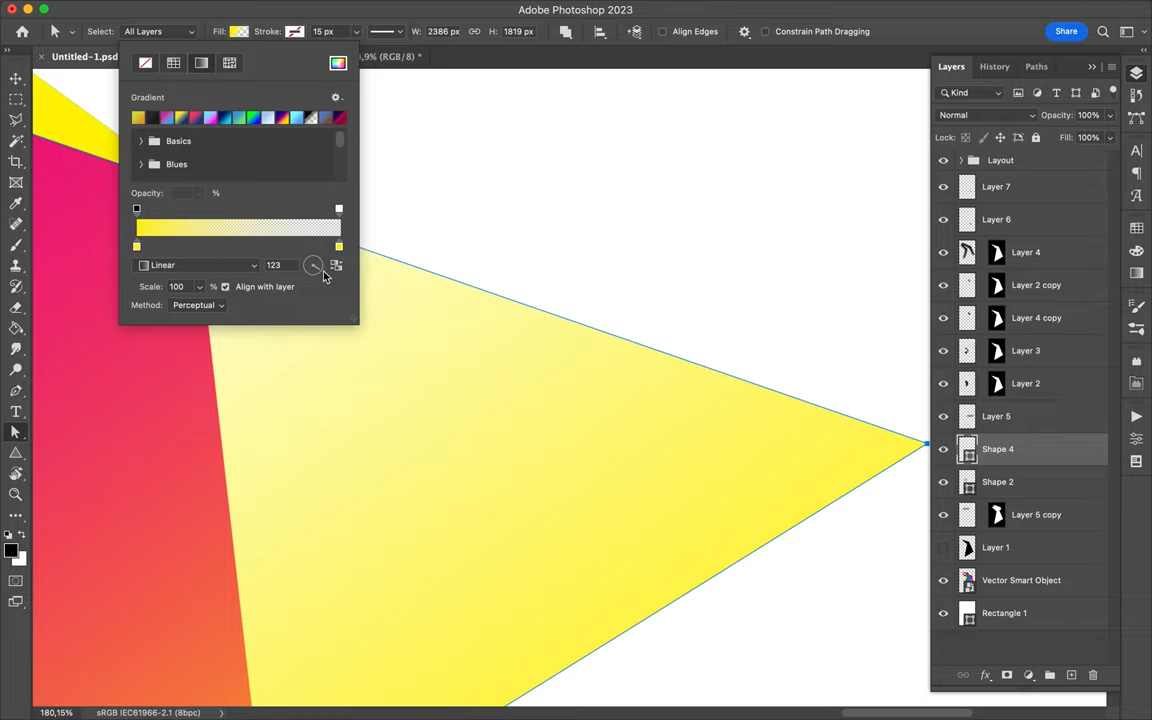 Adobe Photoshop 2023
Select: All Layers Fill: Stroke: 15 px W: 2386 px H: 1819 px Align Edges Constrain Path Dragging Share
Untitled-1.psd ,9% (RGB/8) *
Gradient
Basics
Blues
Opacity: %
Linear 123
Scale: 100 % Align with layer
Method: Perceptual
Layers History Paths
Kind
Normal Opacity: 100%
Lock: Fill: 100%
Layout
Layer 7
Layer 6
Layer 4
Layer 2 copy
Layer 4 copy
Layer 3
Layer 2
Layer 5
Shape 4
Shape 2
Layer 5 copy
Layer 1
Vector Smart Object
Rectangle 1
180,15% sRGB IEC61966-2.1 (8bpc)